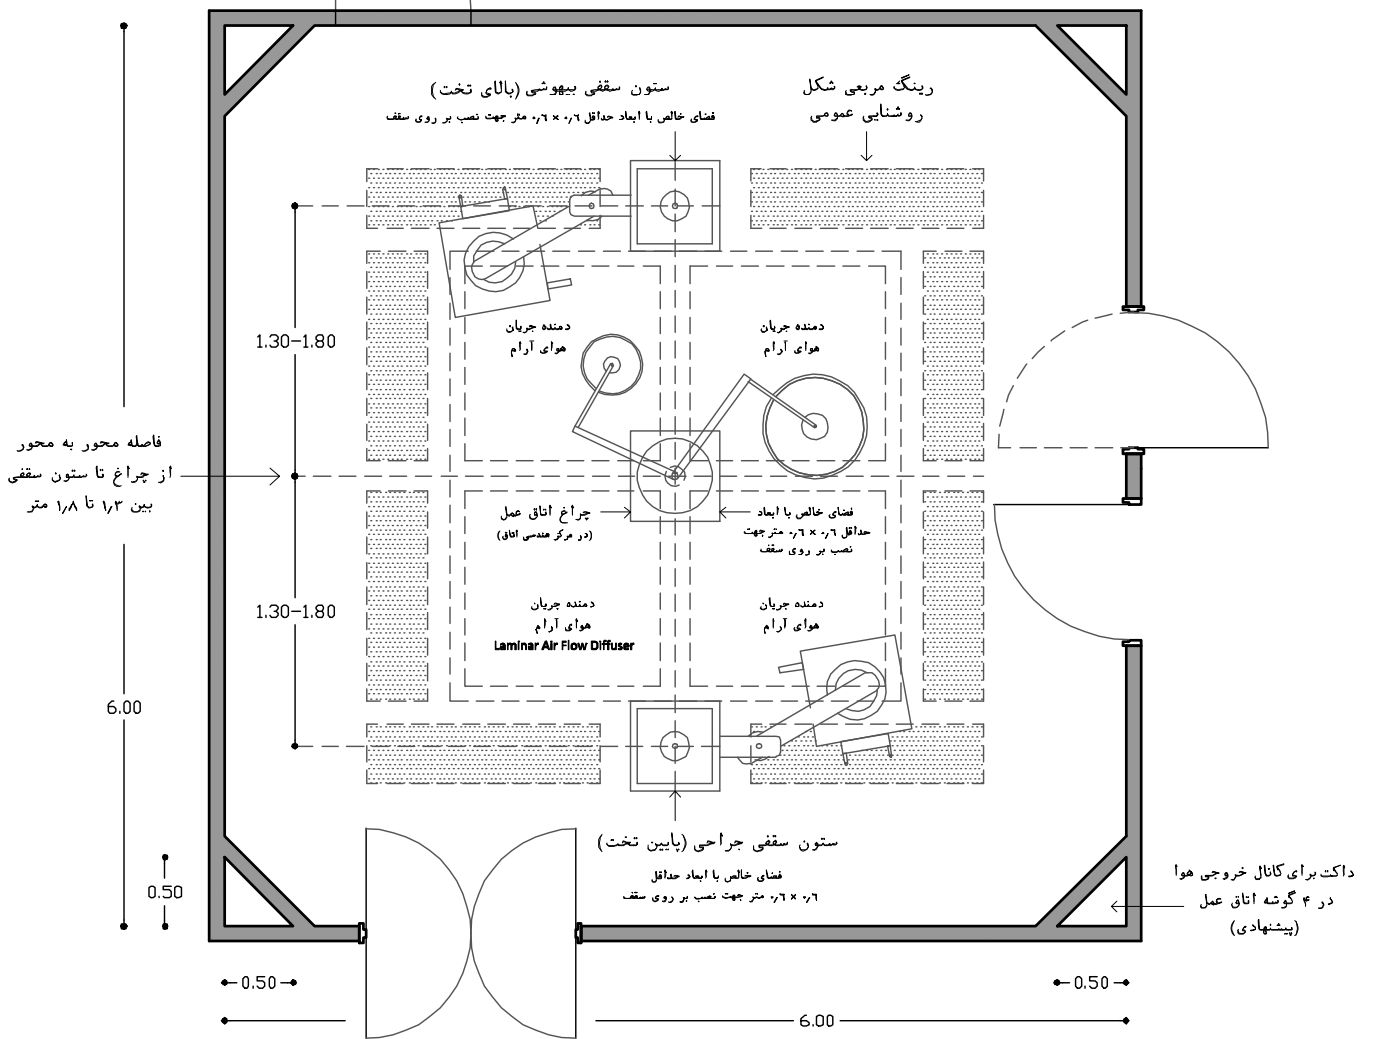 ستون سقفی بیهوشی (بالای تخت)
فضای خالص با ابعاد حداقل ۰٫٦ × ۰٫٦ متر جهت نصب بر روی سقف
رینگ مربعی شکل
روشنایی عمومی
1.30-1.80
دمنده جریان
هوای آرام
دمنده جریان
هوای آرام
فاصله محور به محور
از چراغ تا ستون سقفی
بین ۱٫۳ تا ۱٫۸ متر
چراغ اتاق عمل
(در مرکز هندسی اتاق)
فضای خالص با ابعاد
حداقل ۰٫٦ × ۰٫٦ متر جهت
نصب بر روی سقف
1.30-1.80
دمنده جریان
هوای آرام
Laminar Air Flow Diffuser
دمنده جریان
هوای آرام
6.00
ستون سقفی جراحی (پایین تخت)
فضای خالص با ابعاد حداقل
۰٫٦ × ۰٫٦ متر جهت نصب بر روی سقف
0.50
داکت برای کانال خروجی هوا
در ۴ گوشه اتاق عمل
(پیشنهادی)
0.50
0.50
6.00